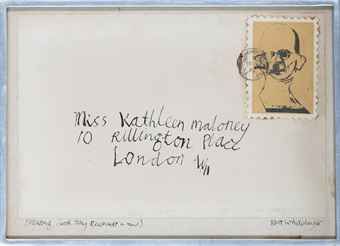 Miss Kathleen Maloney
10 Rillington Place
London W11